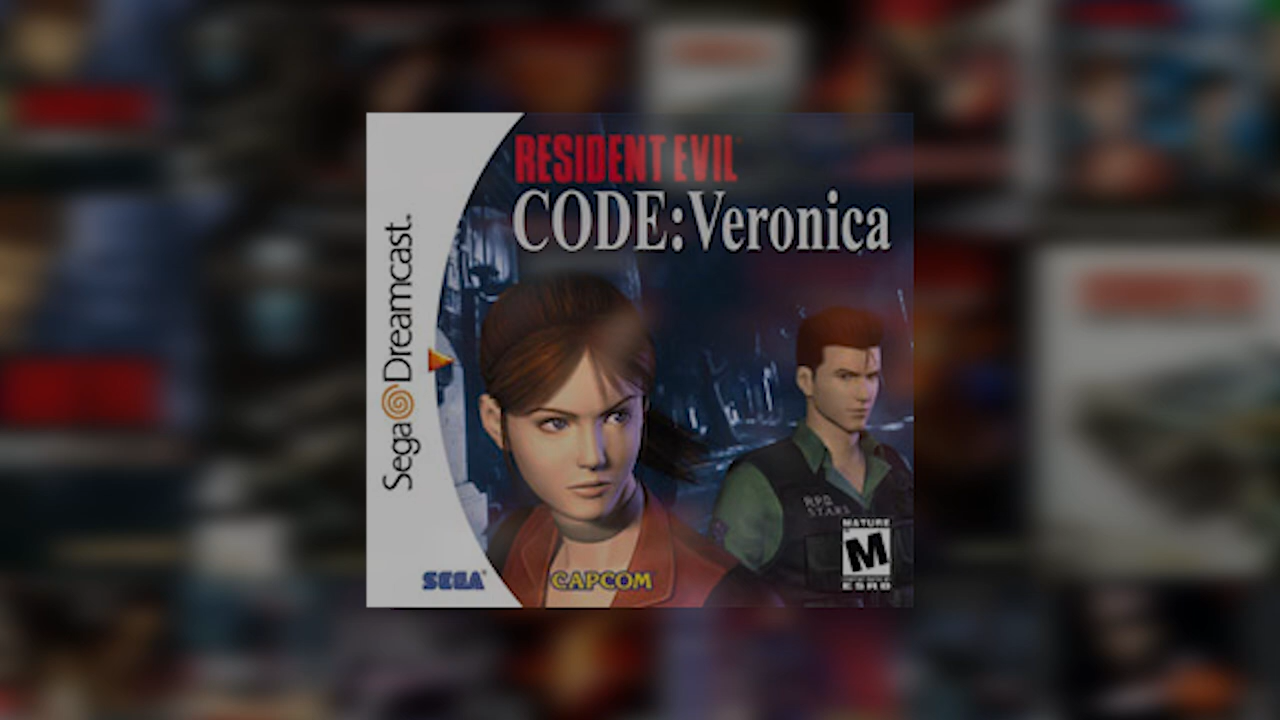 RESIDENT EVIL
CODE: Veronica
Sega Dreamcast.
RPD
STARS
MATURE
M
ESRB
SEGA
CAPCOM